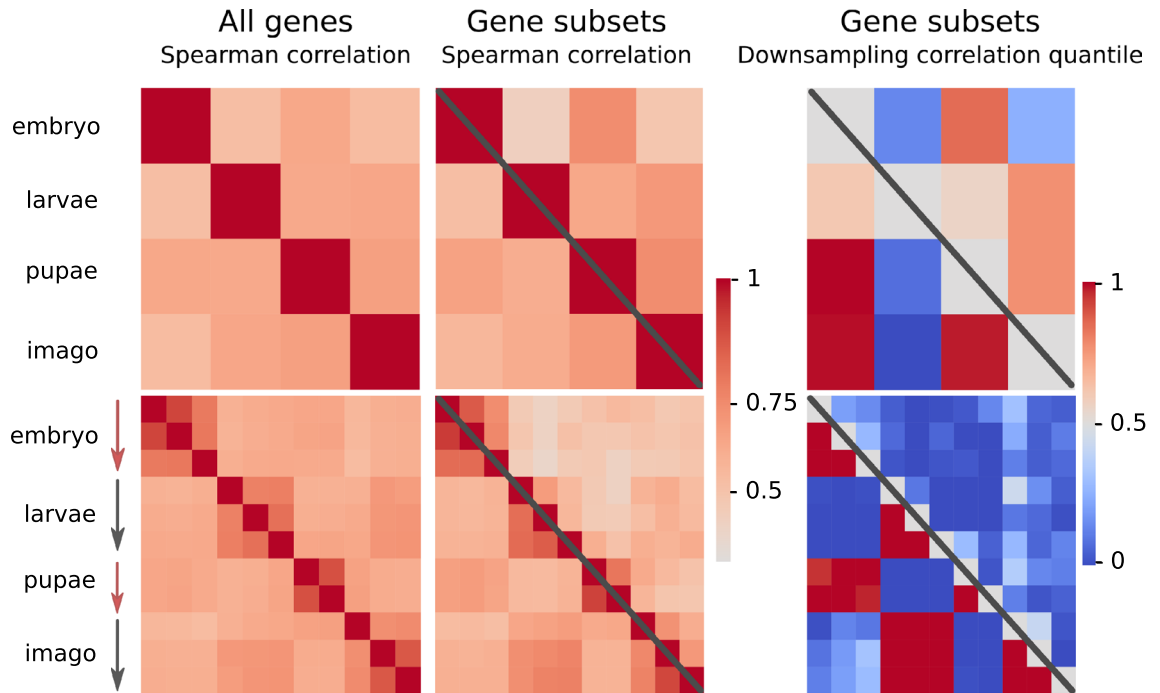 All genes
Spearman correlation
Gene subsets
Spearman correlation
Gene subsets
Downsampling correlation quantile
embryo
larvae
pupae
imago
1
0.75
0.5
1
0.5
0
embryo
larvae
pupae
imago